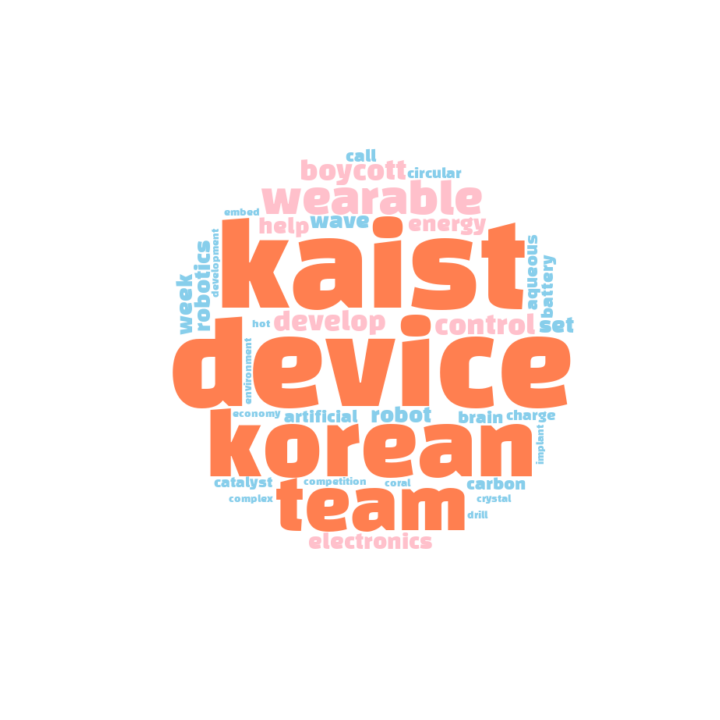 call
boycott circular
wearable
embed help wave energy
kaist
development
robotics
week
aqueous
battery
hot develop control set
device
environment
economy artificial robot brain charge
korean
implant
catalyst competition coral carbon
complex team crystal
drill
electronics